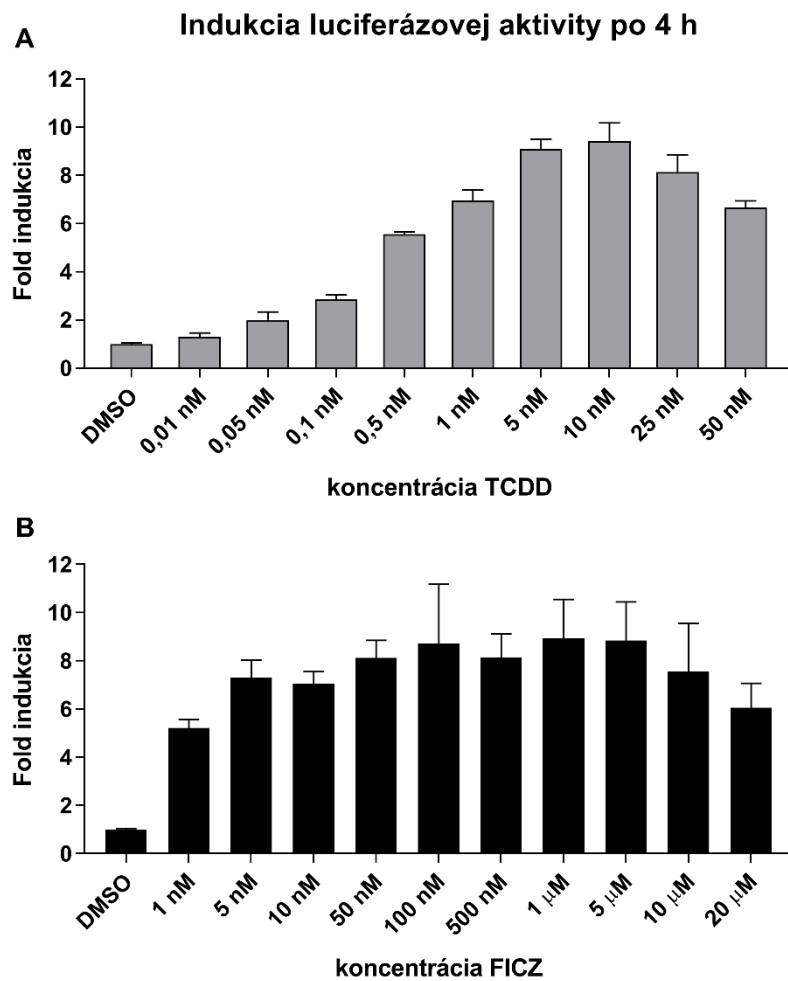 Indukcia luciferázovej aktivity po 4 h
A
Fold indukcia
12
10
8
6
4
2
0
DMSO
0,01 nM
0,05 nM
0,1 nM
0,5 nM
1 nM
5 nM
10 nM
25 nM
50 nM
koncentrácia TCDD
B
Fold indukcia
12
10
8
6
4
2
0
DMSO
1 nM
5 nM
10 nM
50 nM
100 nM
500 nM
1 μM
5 μM
10 μM
20 μM
koncentrácia FICZ